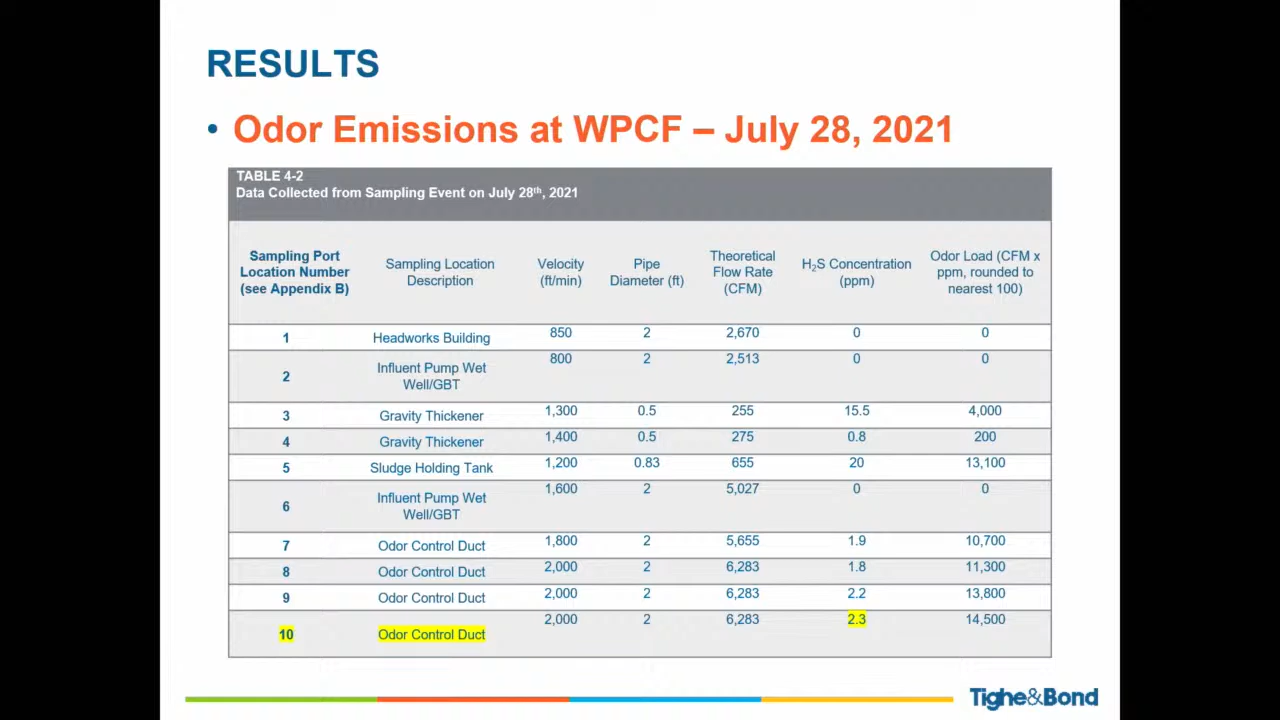 RESULTS
• Odor Emissions at WPCF – July 28, 2021
TABLE 4-2
Data Collected from Sampling Event on July 28th, 2021
Sampling Port Location Number (see Appendix B) Sampling Location Description Velocity (ft/min) Pipe Diameter (ft) Theoretical Flow Rate (CFM) H2S Concentration (ppm) Odor Load (CFM x ppm, rounded to nearest 100)
1 Headworks Building 850 2 2,670 0 0
2 Influent Pump Wet Well/GBT 800 2 2,513 0 0
3 Gravity Thickener 1,300 0.5 255 15.5 4,000
4 Gravity Thickener 1,400 0.5 275 0.8 200
5 Sludge Holding Tank 1,200 0.83 655 20 13,100
6 Influent Pump Wet Well/GBT 1,600 2 5,027 0 0
7 Odor Control Duct 1,800 2 5,655 1.9 10,700
8 Odor Control Duct 2,000 2 6,283 1.8 11,300
9 Odor Control Duct 2,000 2 6,283 2.2 13,800
10 Odor Control Duct 2,000 2 6,283 2.3 14,500
Tighe&Bond